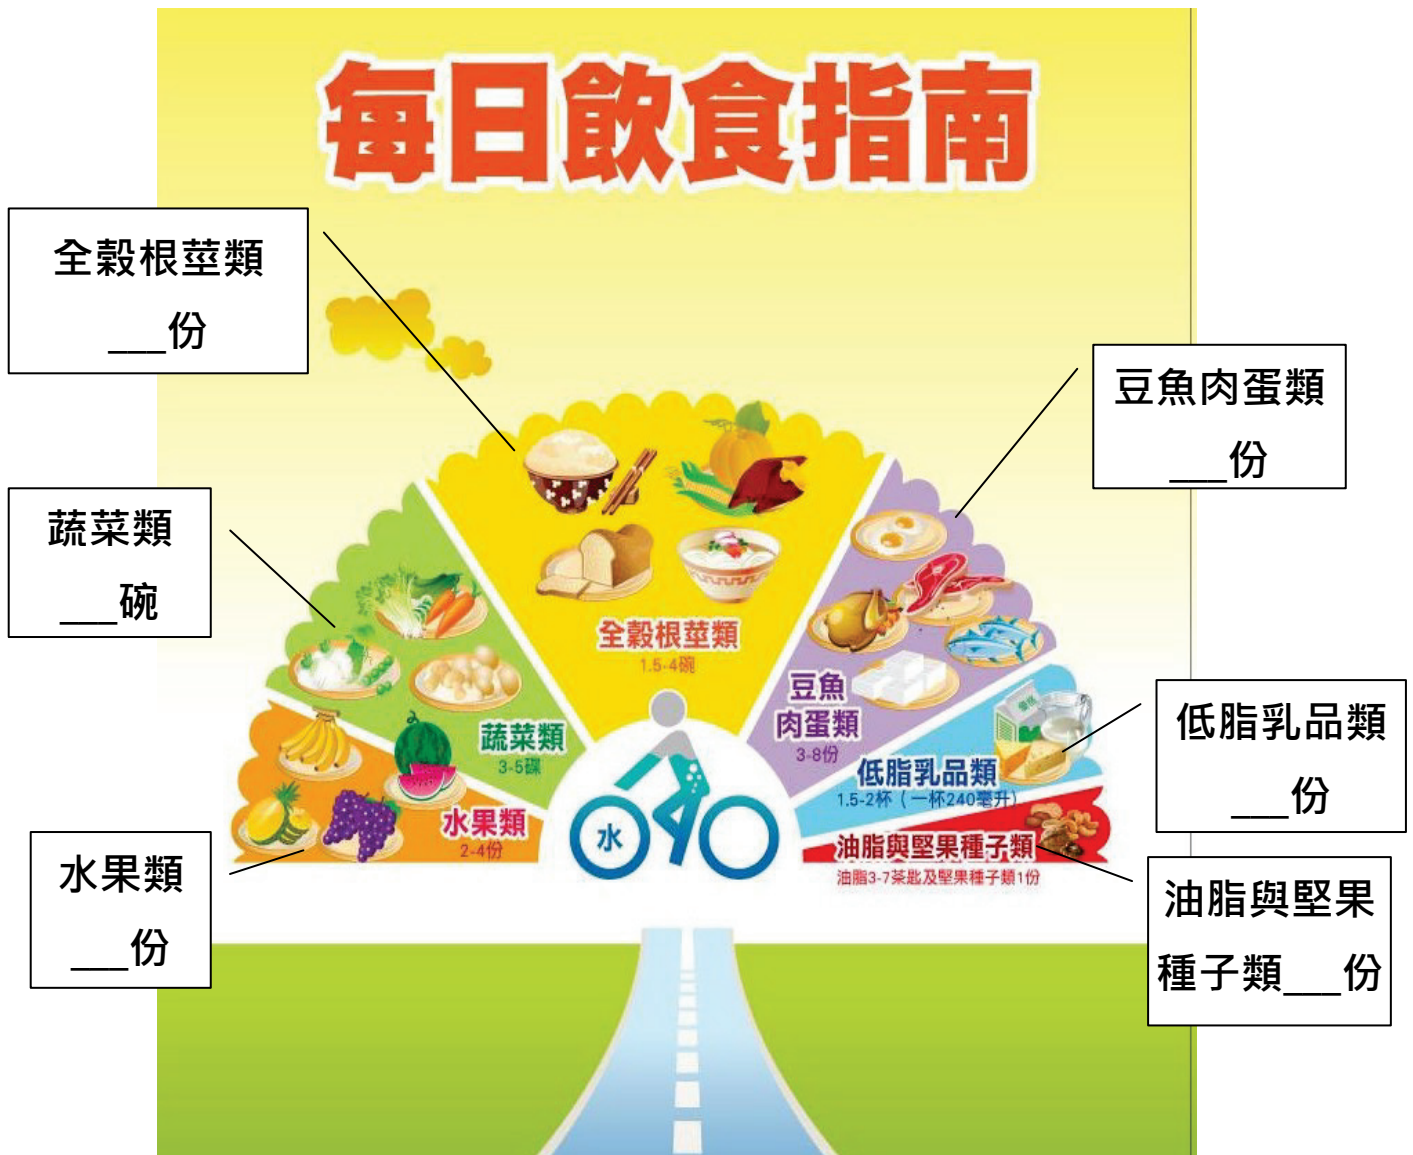 每日飲食指南
全穀根莖類
___份
豆魚肉蛋類
___份
蔬菜類
___碗
低脂乳品類
___份
水果類
___份
油脂與堅果
種子類___份
全穀根莖類
1.5-4碗
蔬菜類
3-5碟
水果類
2-4份
豆魚
肉蛋類
3-8份
低脂乳品類
1.5-2杯（一杯240毫升）
油脂與堅果種子類
油脂3-7茶匙及堅果種子類1份
水